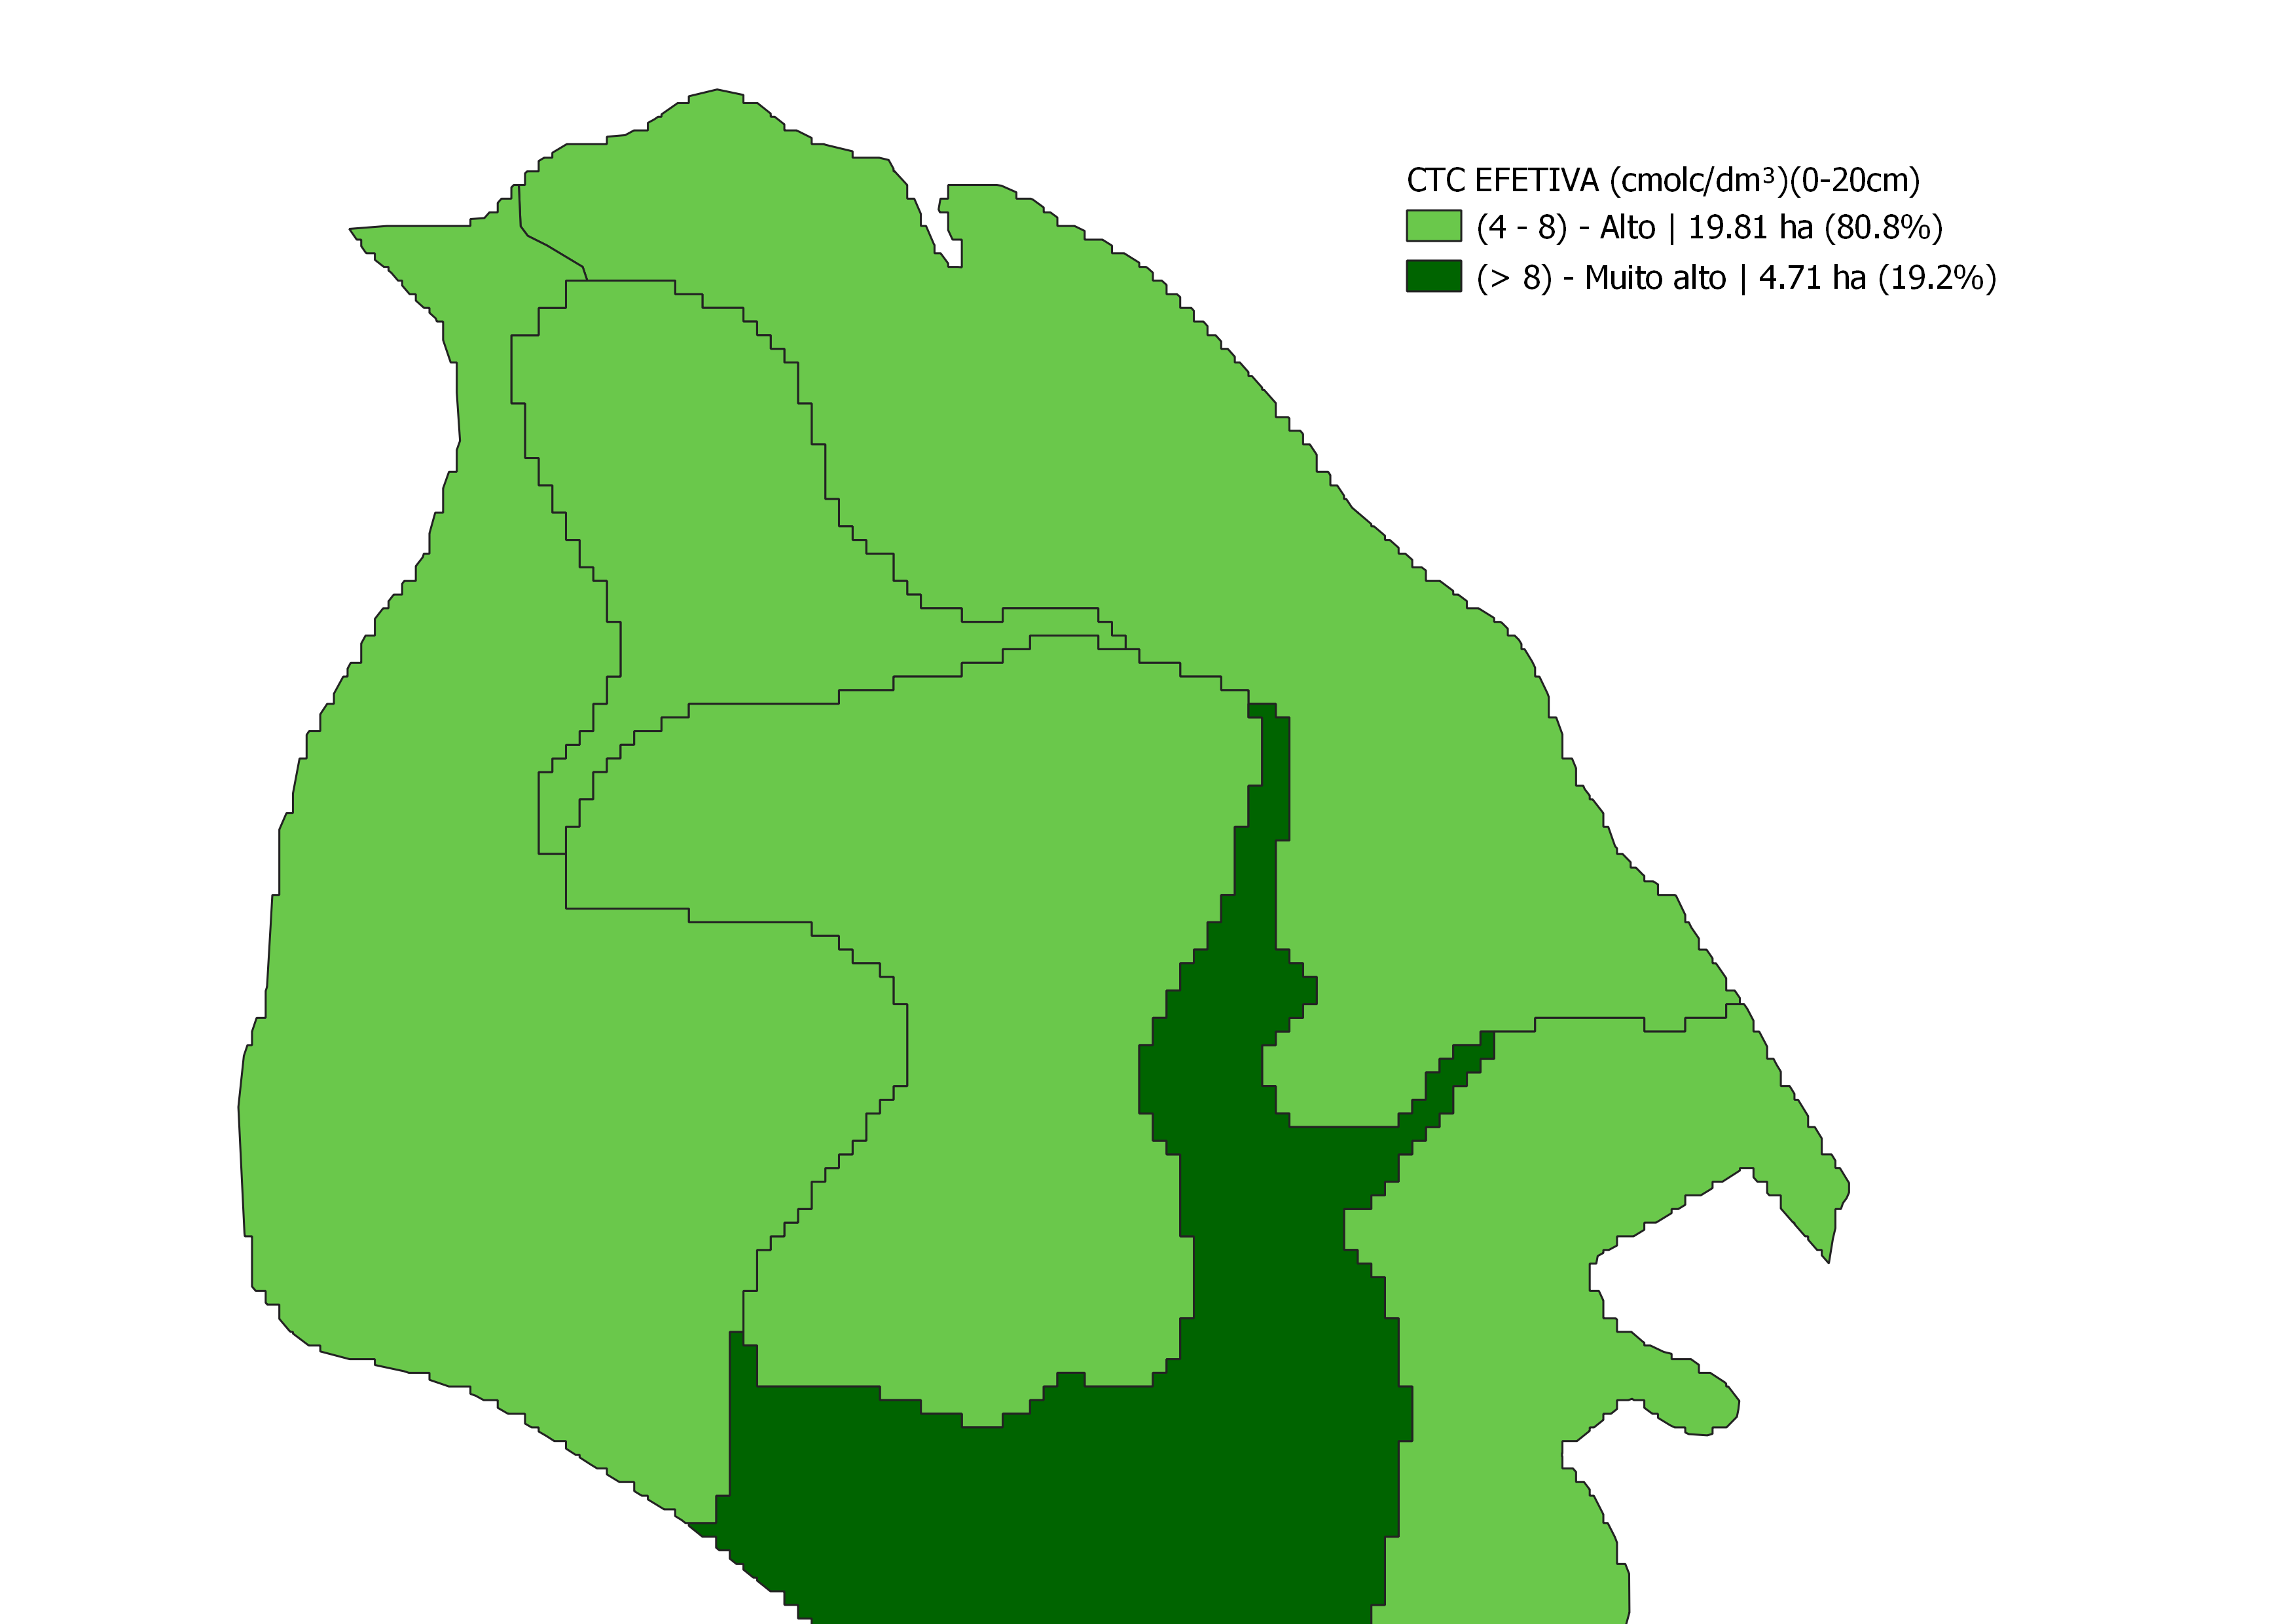 CTC EFETIVA (cmolc/dm³)(0-20cm)
(4 - 8) - Alto | 19.81 ha (80.8%)
(> 8) - Muito alto | 4.71 ha (19.2%)